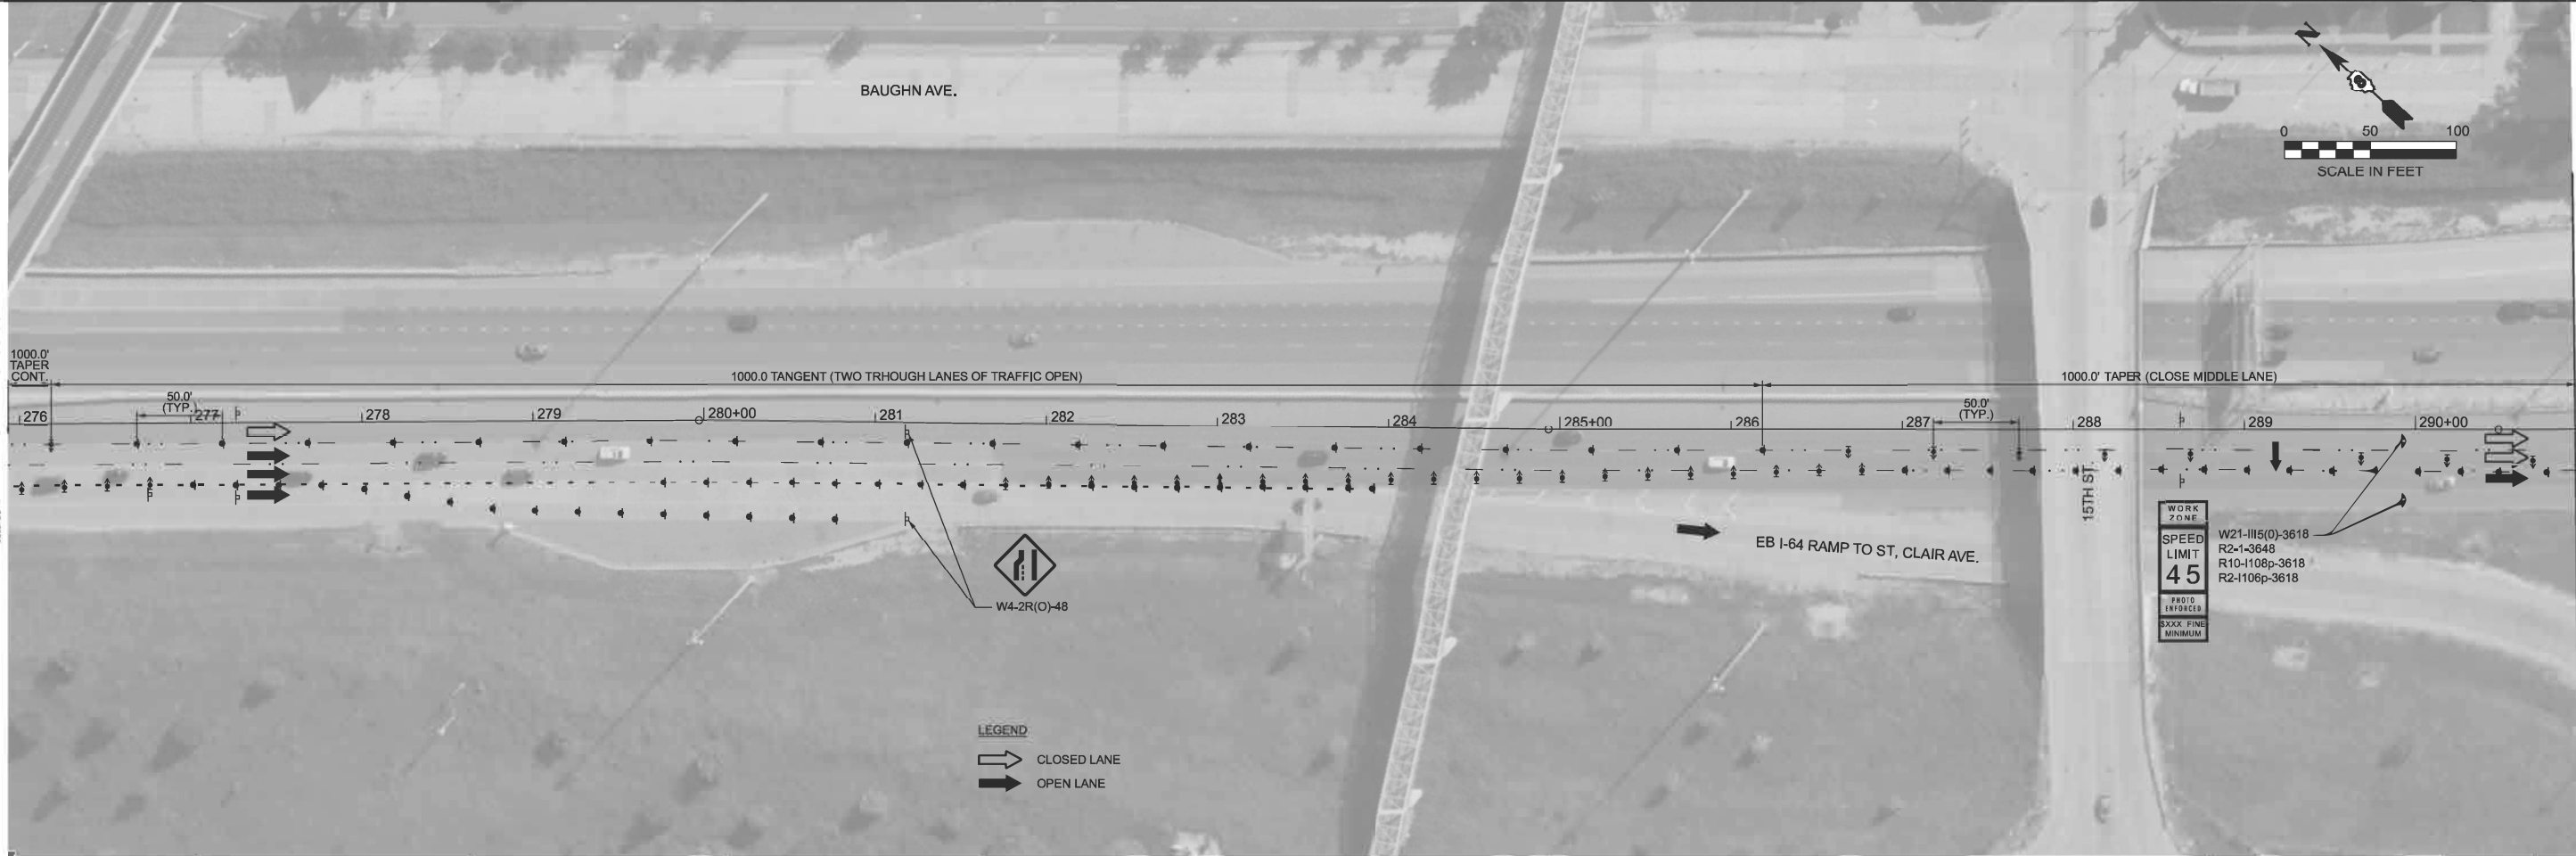 BAUGHN AVE.
N
0 50 100
SCALE IN FEET
1000.0'
TAPER
CONT.
1000.0 TANGENT (TWO TRHOUGH LANES OF TRAFFIC OPEN)
1000.0' TAPER (CLOSE MIDDLE LANE)
50.0'
(TYP.)
50.0'
(TYP.)
276 277 278 279 280+00 281 282 283 284 285+00 286 287 288 289 290+00
15TH ST
EB I-64 RAMP TO ST, CLAIR AVE.
W4-2R(O)-48
WORK
ZONE
SPEED
LIMIT
45
PHOTO
ENFORCED
$XXX FINE
MINIMUM
W21-III5(0)-3618
R2-1-3648
R10-I108p-3618
R2-I106p-3618
LEGEND
CLOSED LANE
OPEN LANE